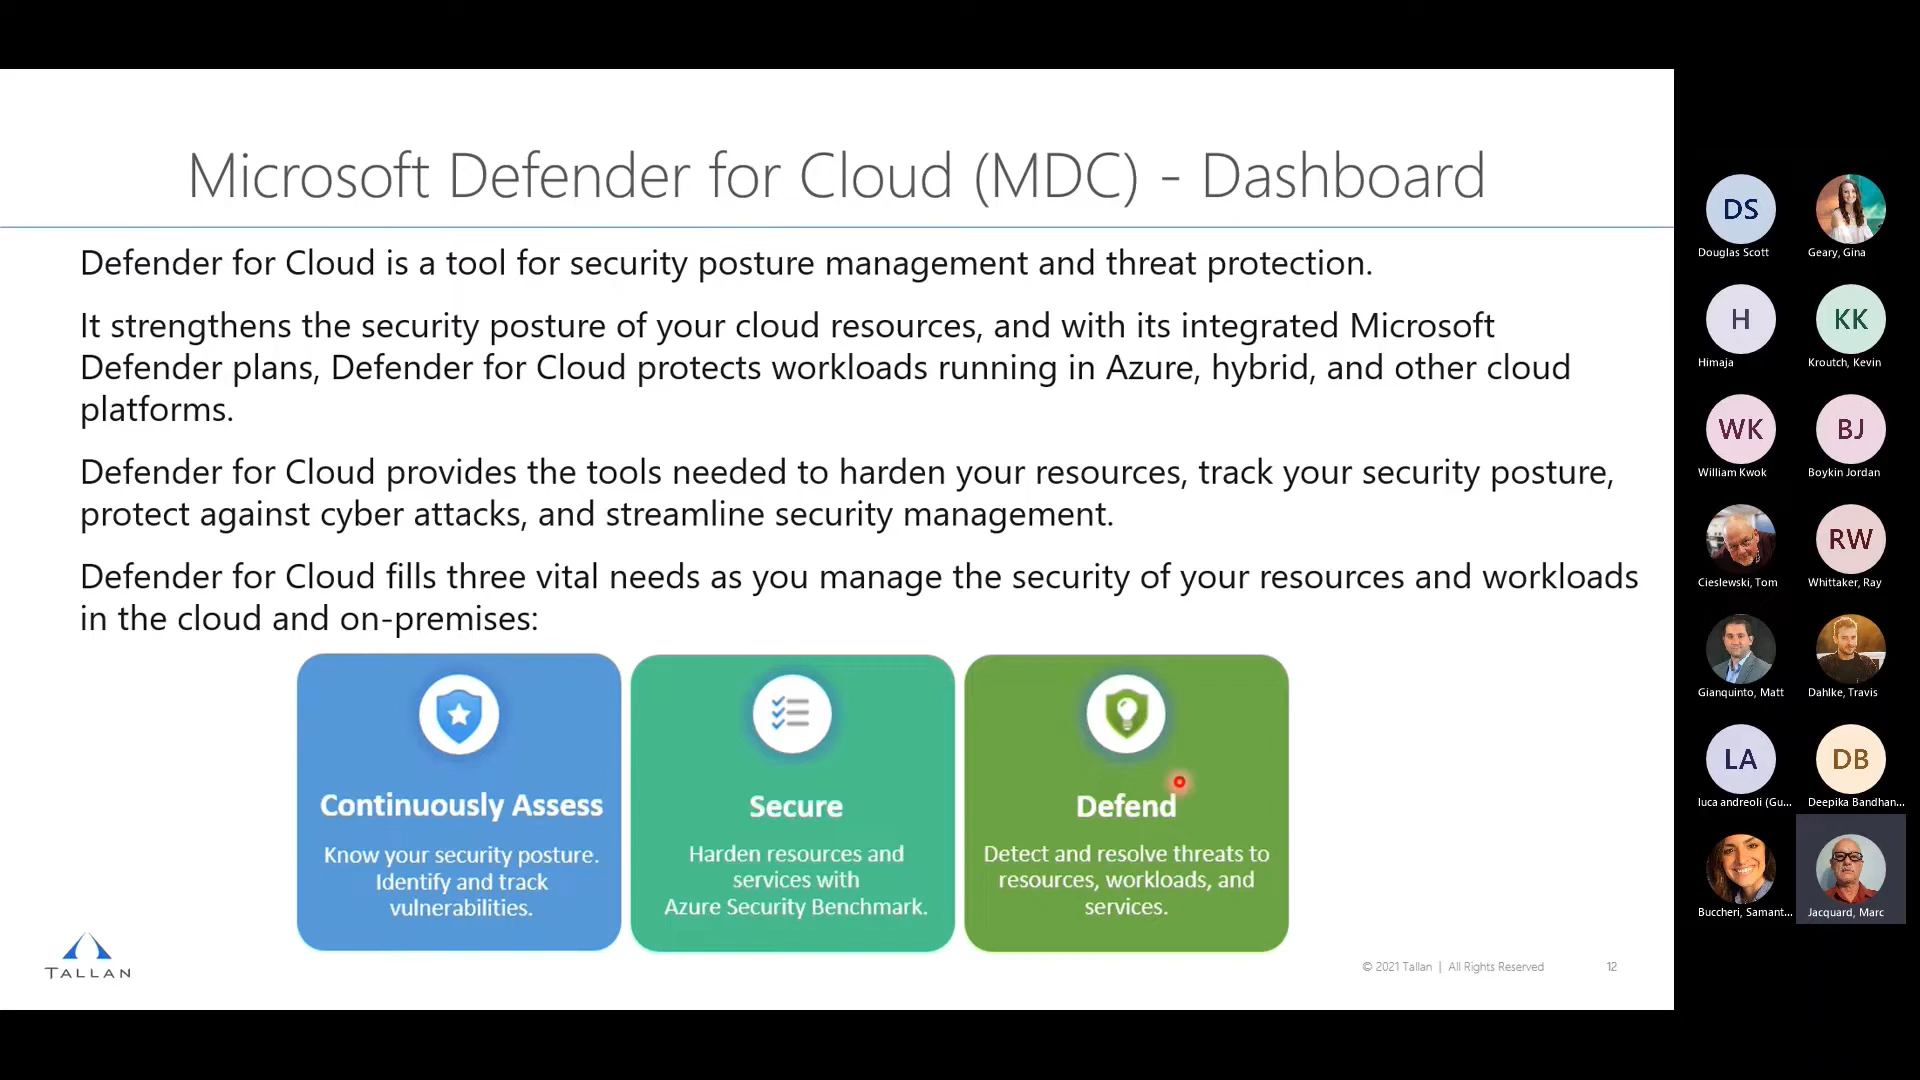 Microsoft Defender for Cloud (MDC) - Dashboard
Defender for Cloud is a tool for security posture management and threat protection.
It strengthens the security posture of your cloud resources, and with its integrated Microsoft
Defender plans, Defender for Cloud protects workloads running in Azure, hybrid, and other cloud
platforms.
Defender for Cloud provides the tools needed to harden your resources, track your security posture,
protect against cyber attacks, and streamline security management.
Defender for Cloud fills three vital needs as you manage the security of your resources and workloads
in the cloud and on-premises:
Continuously Assess
Know your security posture.
Identify and track
vulnerabilities.
Secure
Harden resources and
services with
Azure Security Benchmark.
Defend
Detect and resolve threats to
resources, workloads, and
services.
TALLAN
© 2021 Tallan | All Rights Reserved
12
DS
Douglas Scott
Geary, Gina
H
Himaja
KK
Kroutch, Kevin
WK
William Kwok
BJ
Boykin Jordan
Cieslewski, Tom
RW
Whittaker, Ray
Gianquinto, Matt
Dahlke, Travis
LA
luca andreoli (Gu...
DB
Deepika Bandhan...
Buccheri, Samant...
Jacquard, Marc